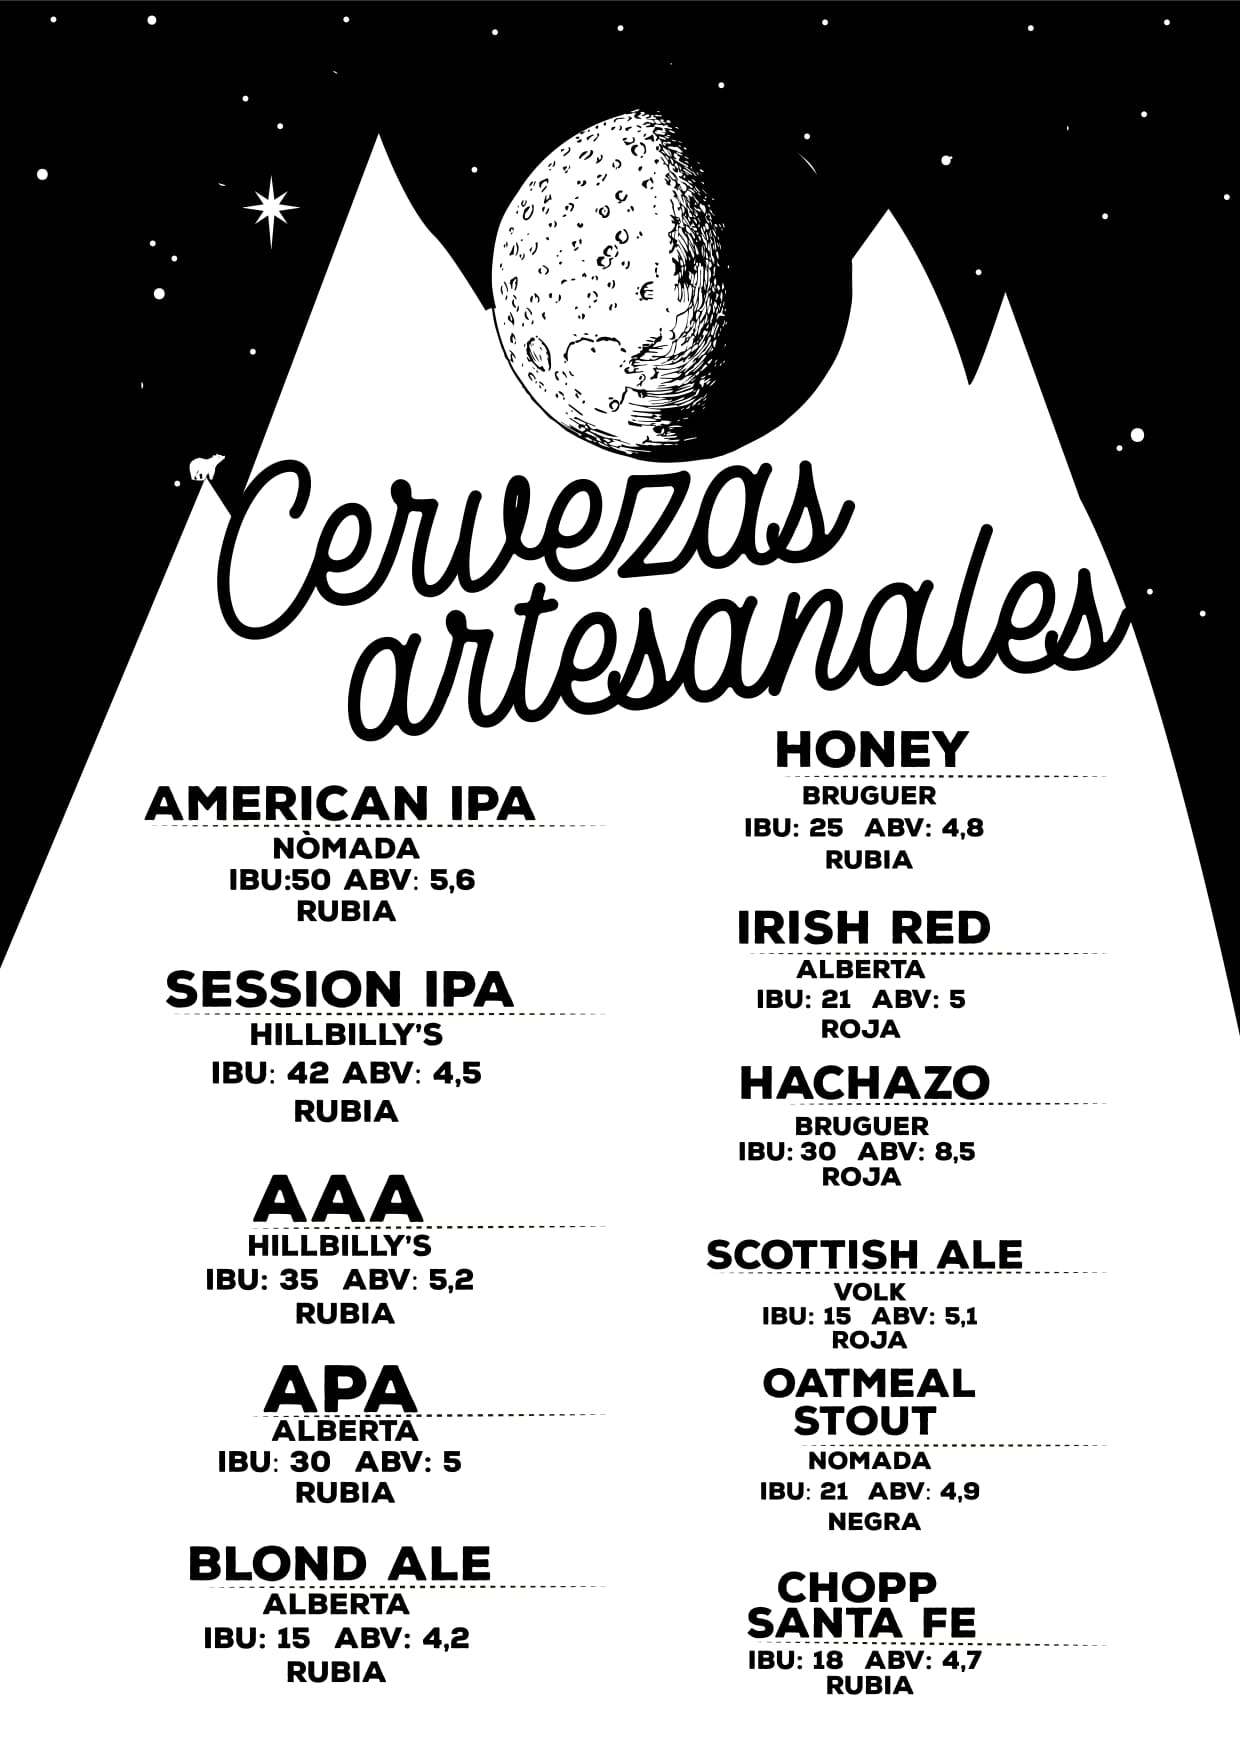 Cervezas
artesanales
AMERICAN IPA
NÒMADA
IBU:50 ABV: 5,6
RUBIA
SESSION IPA
HILLBILLY'S
IBU: 42 ABV: 4,5
RUBIA
AAA
HILLBILLY'S
IBU: 35 ABV: 5,2
RUBIA
APA
ALBERTA
IBU: 30 ABV: 5
RUBIA
BLOND ALE
ALBERTA
IBU: 15 ABV: 4,2
RUBIA
HONEY
BRUGUER
IBU: 25 ABV: 4,8
RUBIA
IRISH RED
ALBERTA
IBU: 21 ABV: 5
ROJA
HACHAZO
BRUGUER
IBU: 30 ABV: 8,5
ROJA
SCOTTISH ALE
VOLK
IBU: 15 ABV: 5,1
ROJA
OATMEAL
STOUT
NOMADA
IBU: 21 ABV: 4,9
NEGRA
CHOPP
SANTA FE
IBU: 18 ABV: 4,7
RUBIA